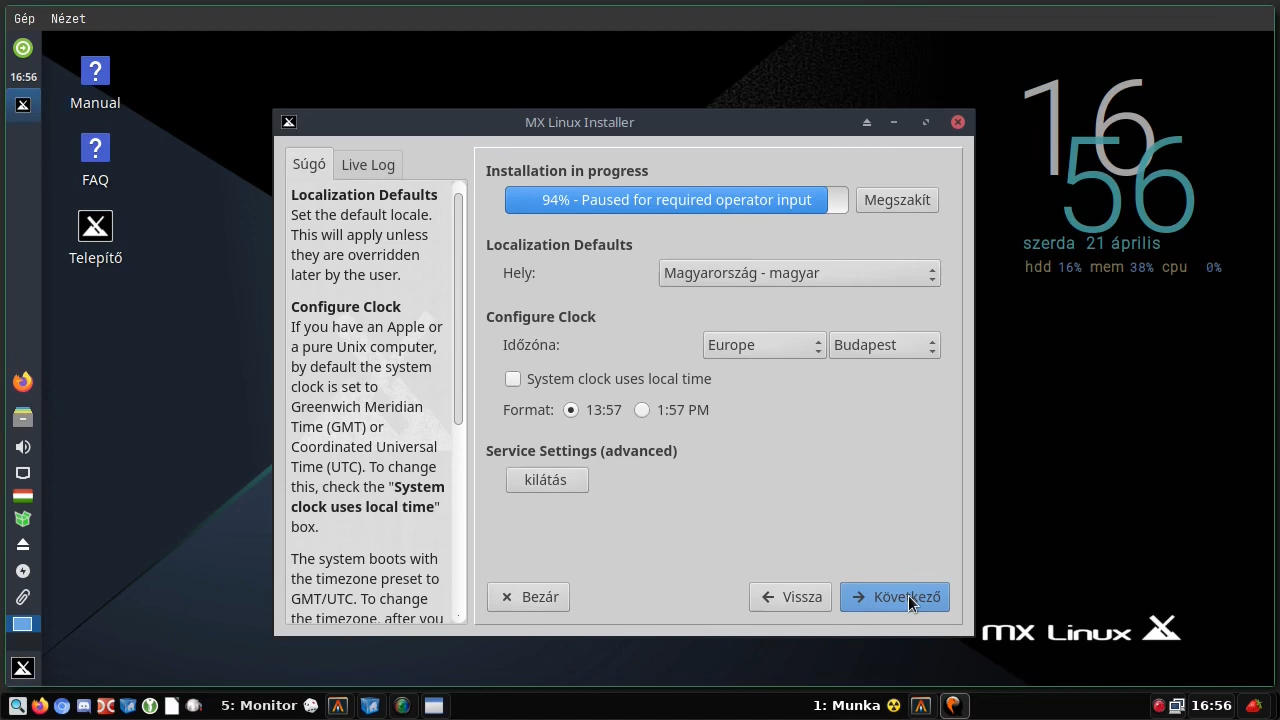 Gép Nézet
16:56
Manual
FAQ
Telepítő
MX Linux Installer
Súgó
Live Log
Localization Defaults
Set the default locale.
This will apply unless
they are overridden
later by the user.
Configure Clock
If you have an Apple or
a pure Unix computer,
by default the system
clock is set to
Greenwich Meridian
Time (GMT) or
Coordinated Universal
Time (UTC). To change
this, check the "System
clock uses local time"
box.
The system boots with
the timezone preset to
GMT/UTC. To change
the timezone, after you
Installation in progress
94% - Paused for required operator input
Megszakít
Localization Defaults
Hely:
Magyarország - magyar
Configure Clock
Időzóna:
Europe
Budapest
System clock uses local time
Format:
13:57
1:57 PM
Service Settings (advanced)
kilátás
Bezár
Vissza
Következő
16
56
szerda 21 április
hdd 16% mem 38% cpu 0%
MX Linux
5: Monitor
1: Munka
16:56